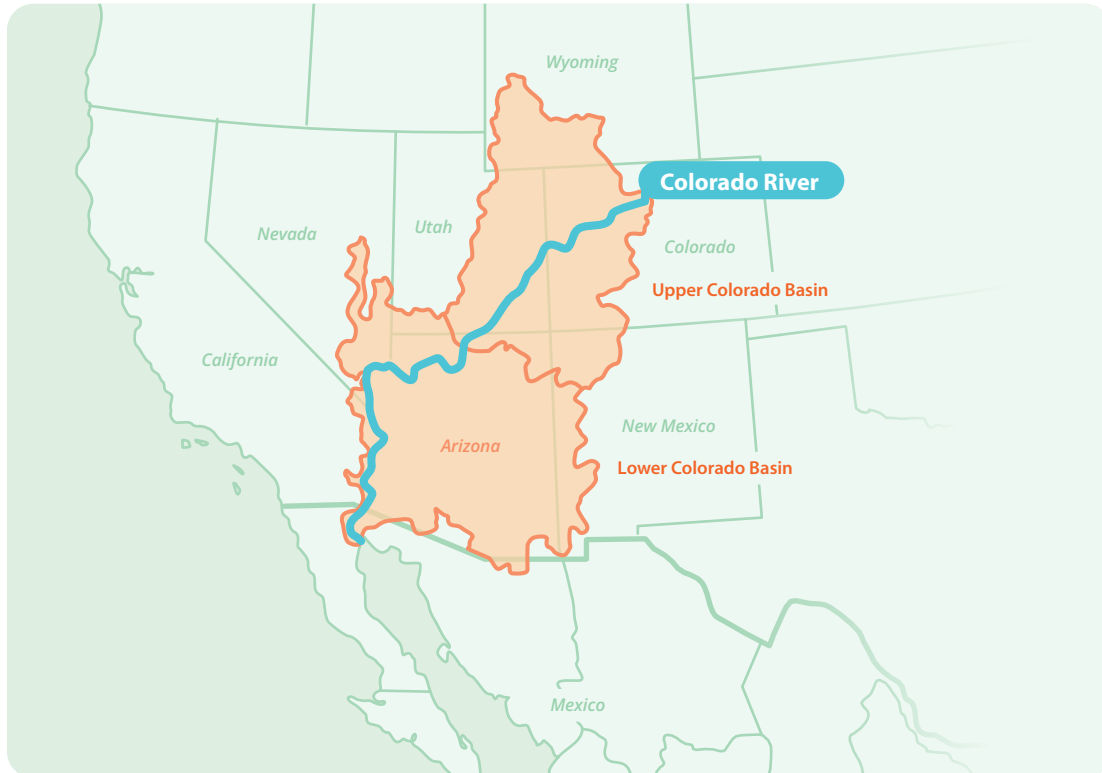 Wyoming
Colorado River
Nevada
Utah
Colorado
Upper Colorado Basin
California
Arizona
New Mexico
Lower Colorado Basin
Mexico